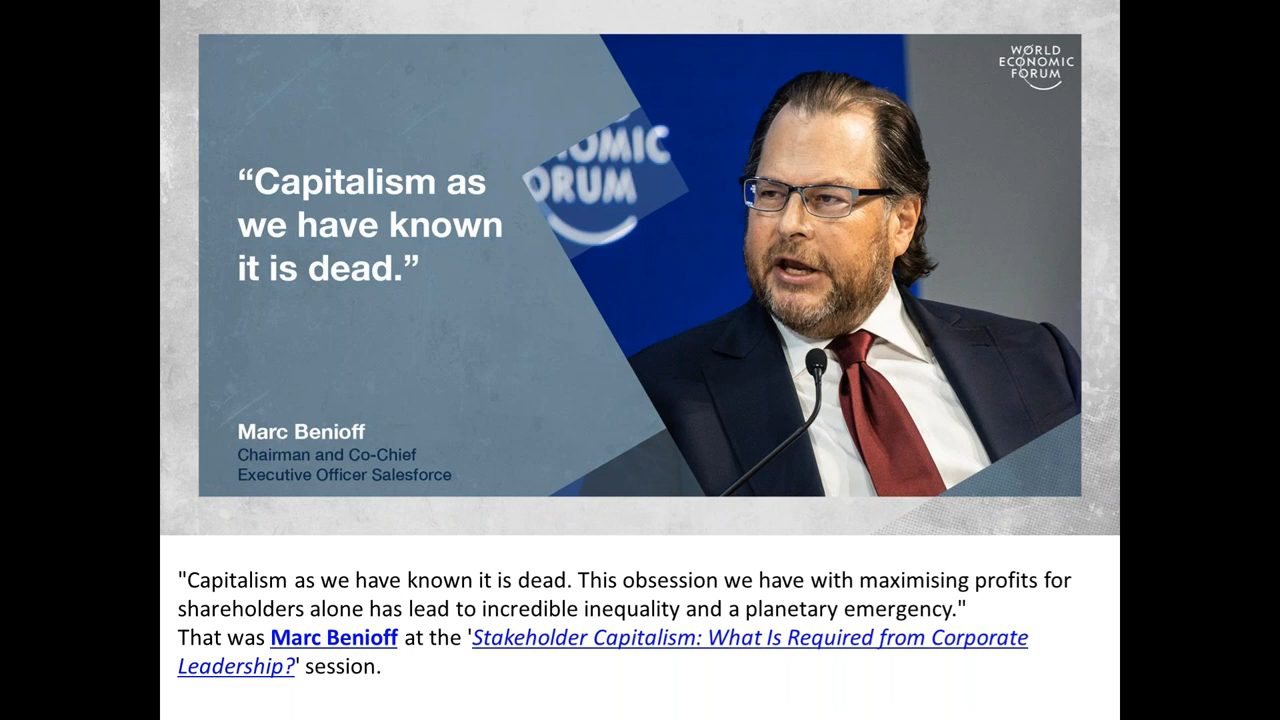 WORLD
ECONOMIC
FORUM
OMIC
ORUM
“Capitalism as
we have known
it is dead.”
Marc Benioff
Chairman and Co-Chief
Executive Officer Salesforce
"Capitalism as we have known it is dead. This obsession we have with maximising profits for
shareholders alone has lead to incredible inequality and a planetary emergency."
That was Marc Benioff at the 'Stakeholder Capitalism: What Is Required from Corporate
Leadership?' session.